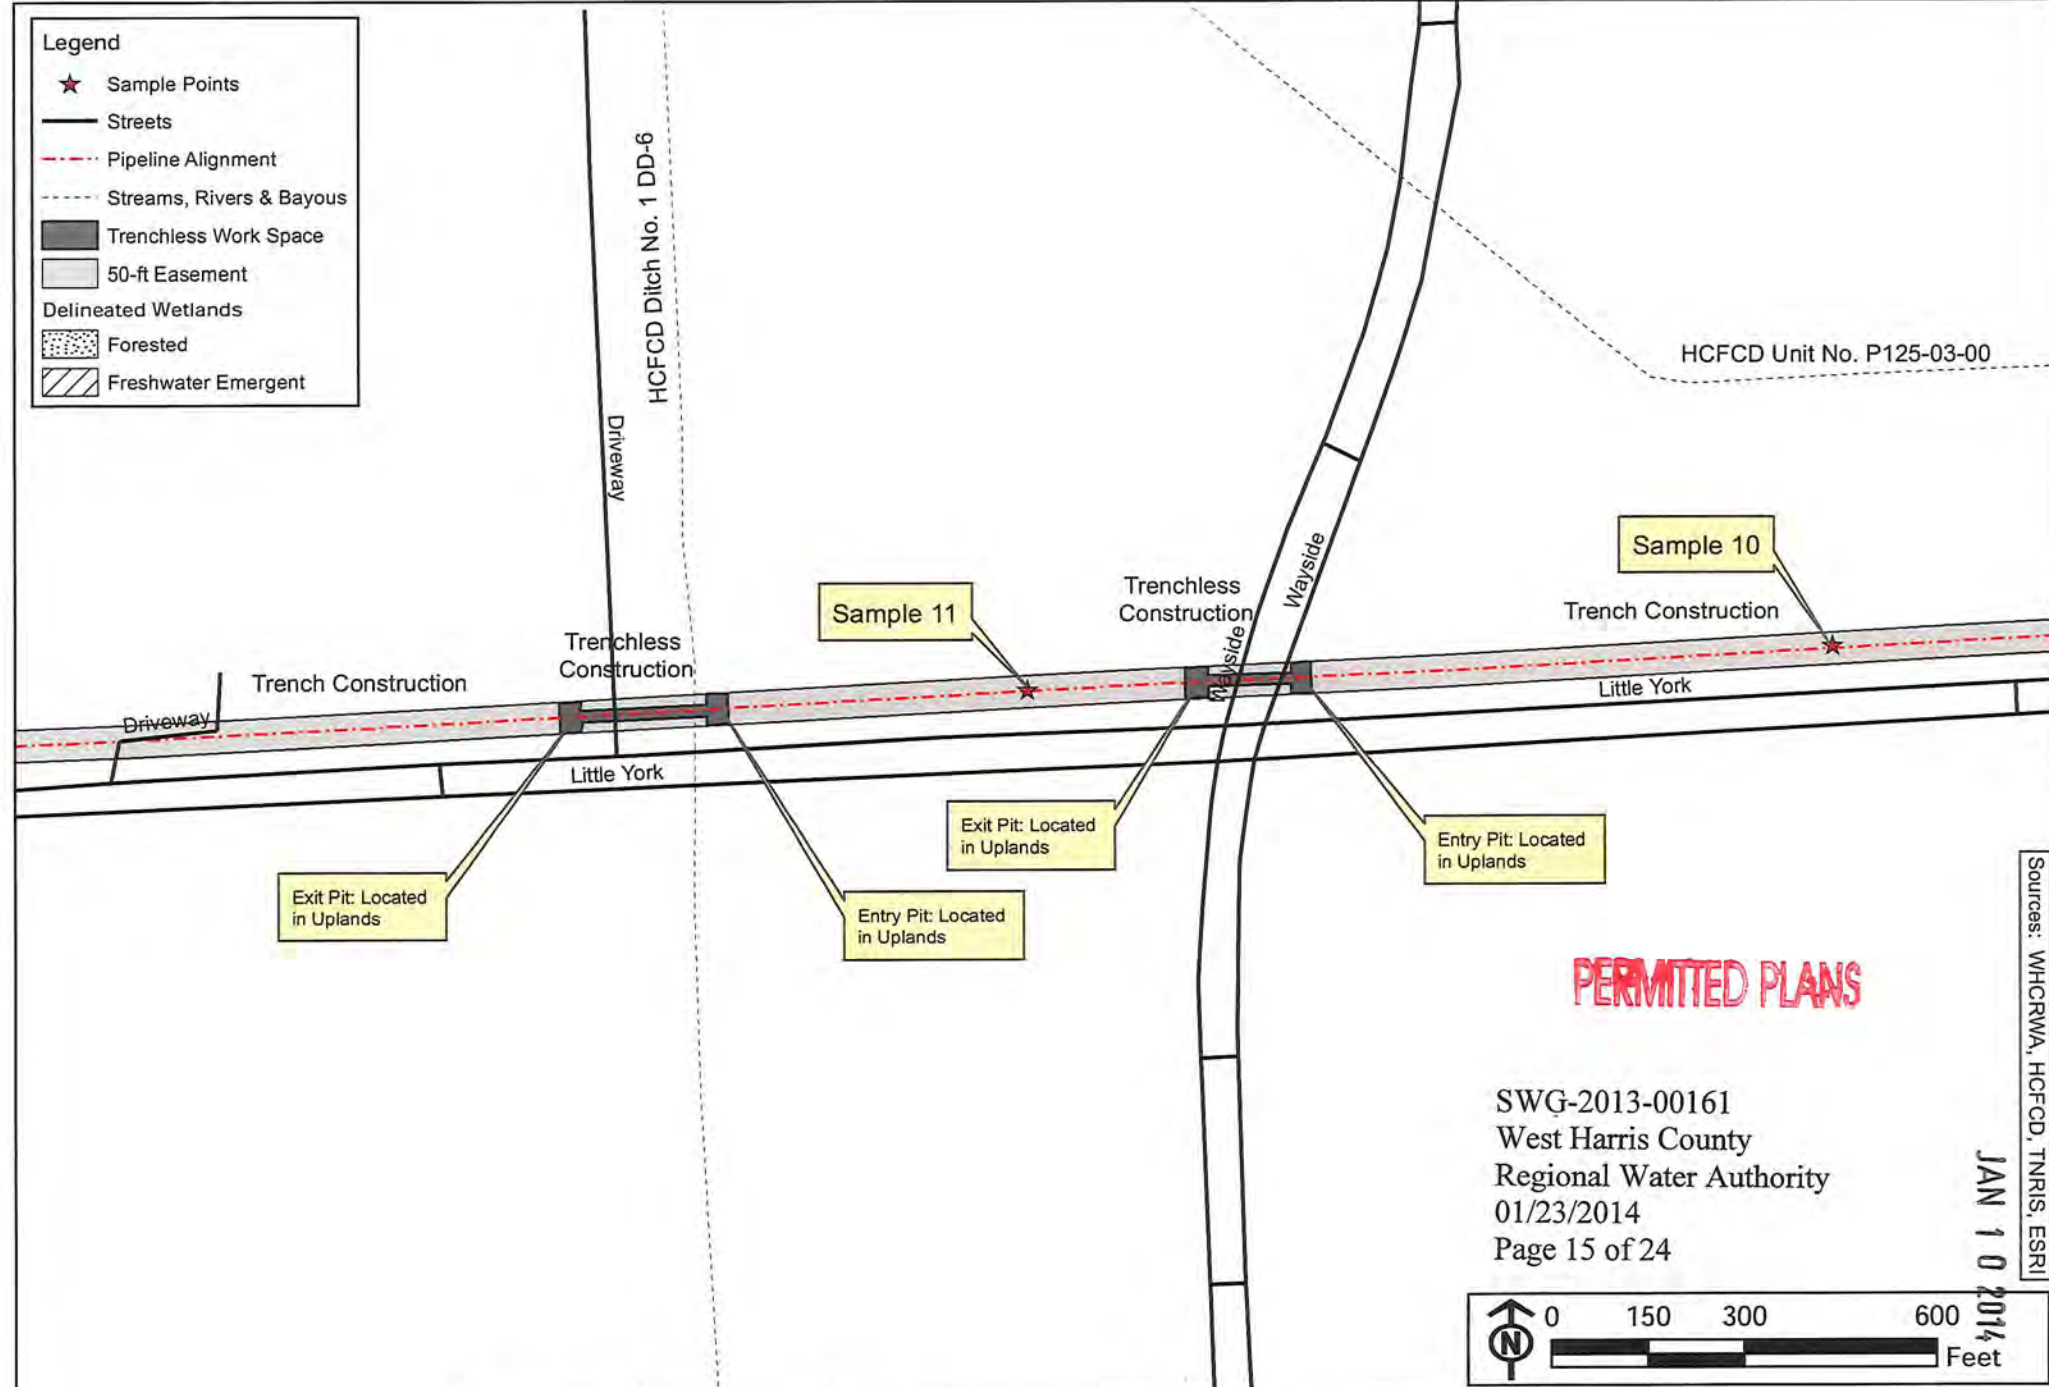 Legend
Sample Points
Streets
Pipeline Alignment
Streams, Rivers & Bayous
Trenchless Work Space
50-ft Easement
Delineated Wetlands
Forested
Freshwater Emergent
HCFCD Ditch No. 1 DD-6
Driveway
HCFCD Unit No. P125-03-00
Sample 10
Wayside
Trenchless
Construction
Trench Construction
Sample 11
Wayside
Trenchless
Construction
Trench Construction
Driveway
Little York
Little York
Exit Pit: Located
in Uplands
Entry Pit: Located
in Uplands
Exit Pit: Located
in Uplands
Entry Pit: Located
in Uplands
PERMITTED PLANS
SWG-2013-00161
West Harris County
Regional Water Authority
01/23/2014
Page 15 of 24
JAN 10 2014
Sources: WHCRWA, HCFCD, TNRIS, ESRI
N
0 150 300 600
Feet